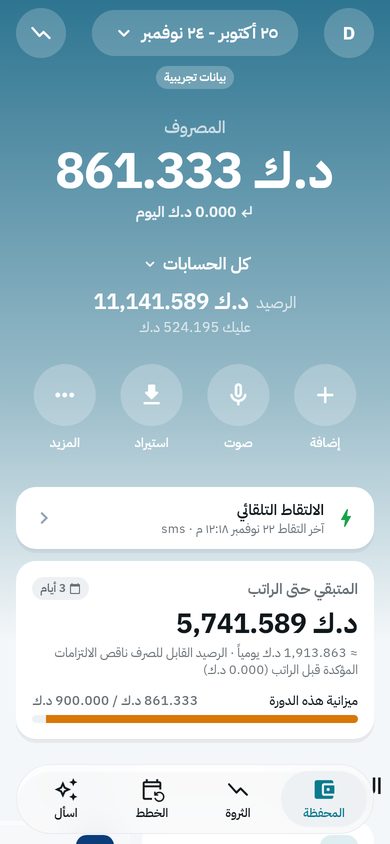 D
٢٥ أكتوبر - ٢٤ نوفمبر
بيانات تجريبية
المصروف
د.ك 861.333
↵ 0.000 د.ك اليوم
كل الحسابات
الرصيد د.ك 11,141.589
عليك 524.195 د.ك
إضافة
صوت
استيراد
المزيد
الالتقاط التلقائي
آخر التقاط ٢٢ نوفمبر ١٢:١٨ م · sms
المتبقي حتى الراتب
3 أيام
د.ك 5,741.589
≈ 1,913.863 د.ك يومياً · الرصيد القابل للصرف ناقص الالتزامات
المؤكدة قبل الراتب (0.000 د.ك)
ميزانية هذه الدورة
861.333 د.ك / 900.000 د.ك
المحفظة
الثروة
الخطط
اسأل